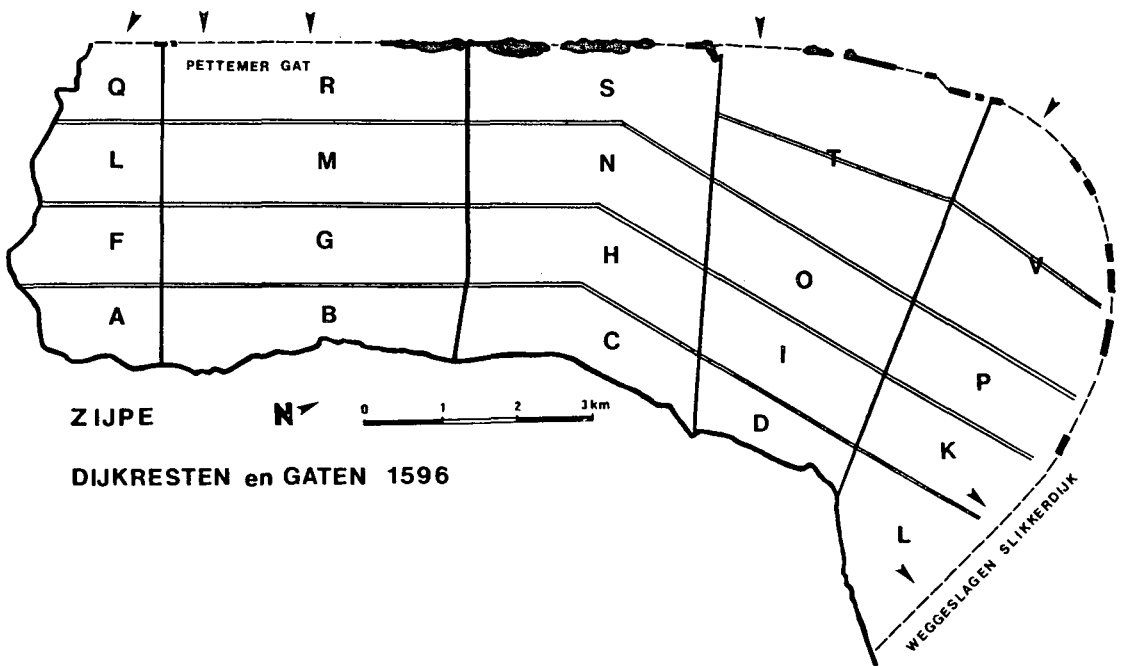 PETTEMER GAT
Q R S
L M N T
F G H O V
A B C I P
D K
L
ZIJPE
N
0 1 2 3km
DIJKRESTEN en GATEN 1596
WEGGESLAGEN SLIKKERDIJK